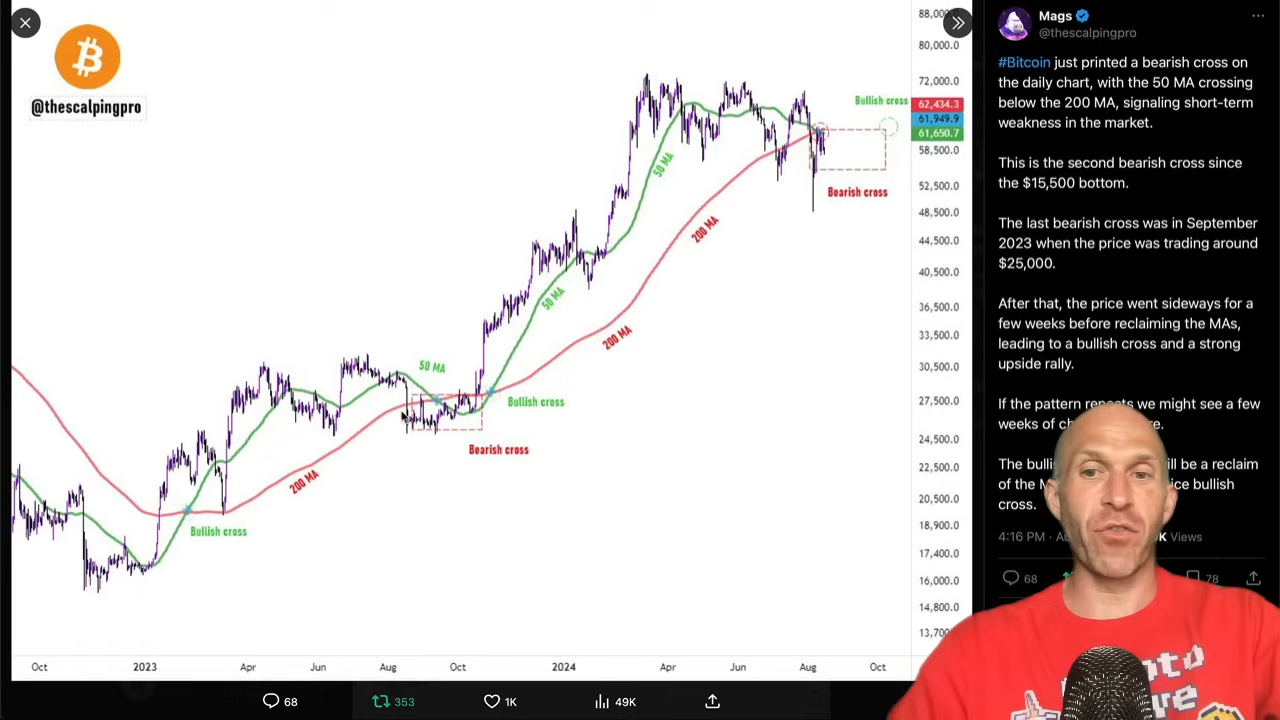 @thescalpingpro
88,000
80,000.0
72,000.0
62,434.3
61,949.9
61,650.7
58,500.0
52,500.0
48,500.0
44,500.0
40,500.0
36,500.0
33,500.0
30,500.0
27,500.0
24,500.0
22,500.0
20,500.0
18,900.0
17,400.0
16,000.0
14,800.0
13,700
Bullish cross
50 MA
Bearish cross
200 MA
50 MA
200 MA
50 MA
Bullish cross
Bearish cross
200 MA
Bullish cross
Oct
2023
Apr
Jun
Aug
Oct
2024
Apr
Jun
Aug
Oct
68
353
1K
49K
Mags
@thescalpingpro
#Bitcoin just printed a bearish cross on
the daily chart, with the 50 MA crossing
below the 200 MA, signaling short-term
weakness in the market.
This is the second bearish cross since
the $15,500 bottom.
The last bearish cross was in September
2023 when the price was trading around
$25,000.
After that, the price went sideways for a
few weeks before reclaiming the MAs,
leading to a bullish cross and a strong
upside rally.
If the pattern repeats we might see a few
weeks of
The will be a reclaim
of the bullish
cross.
4:16 PM · Views
68
78